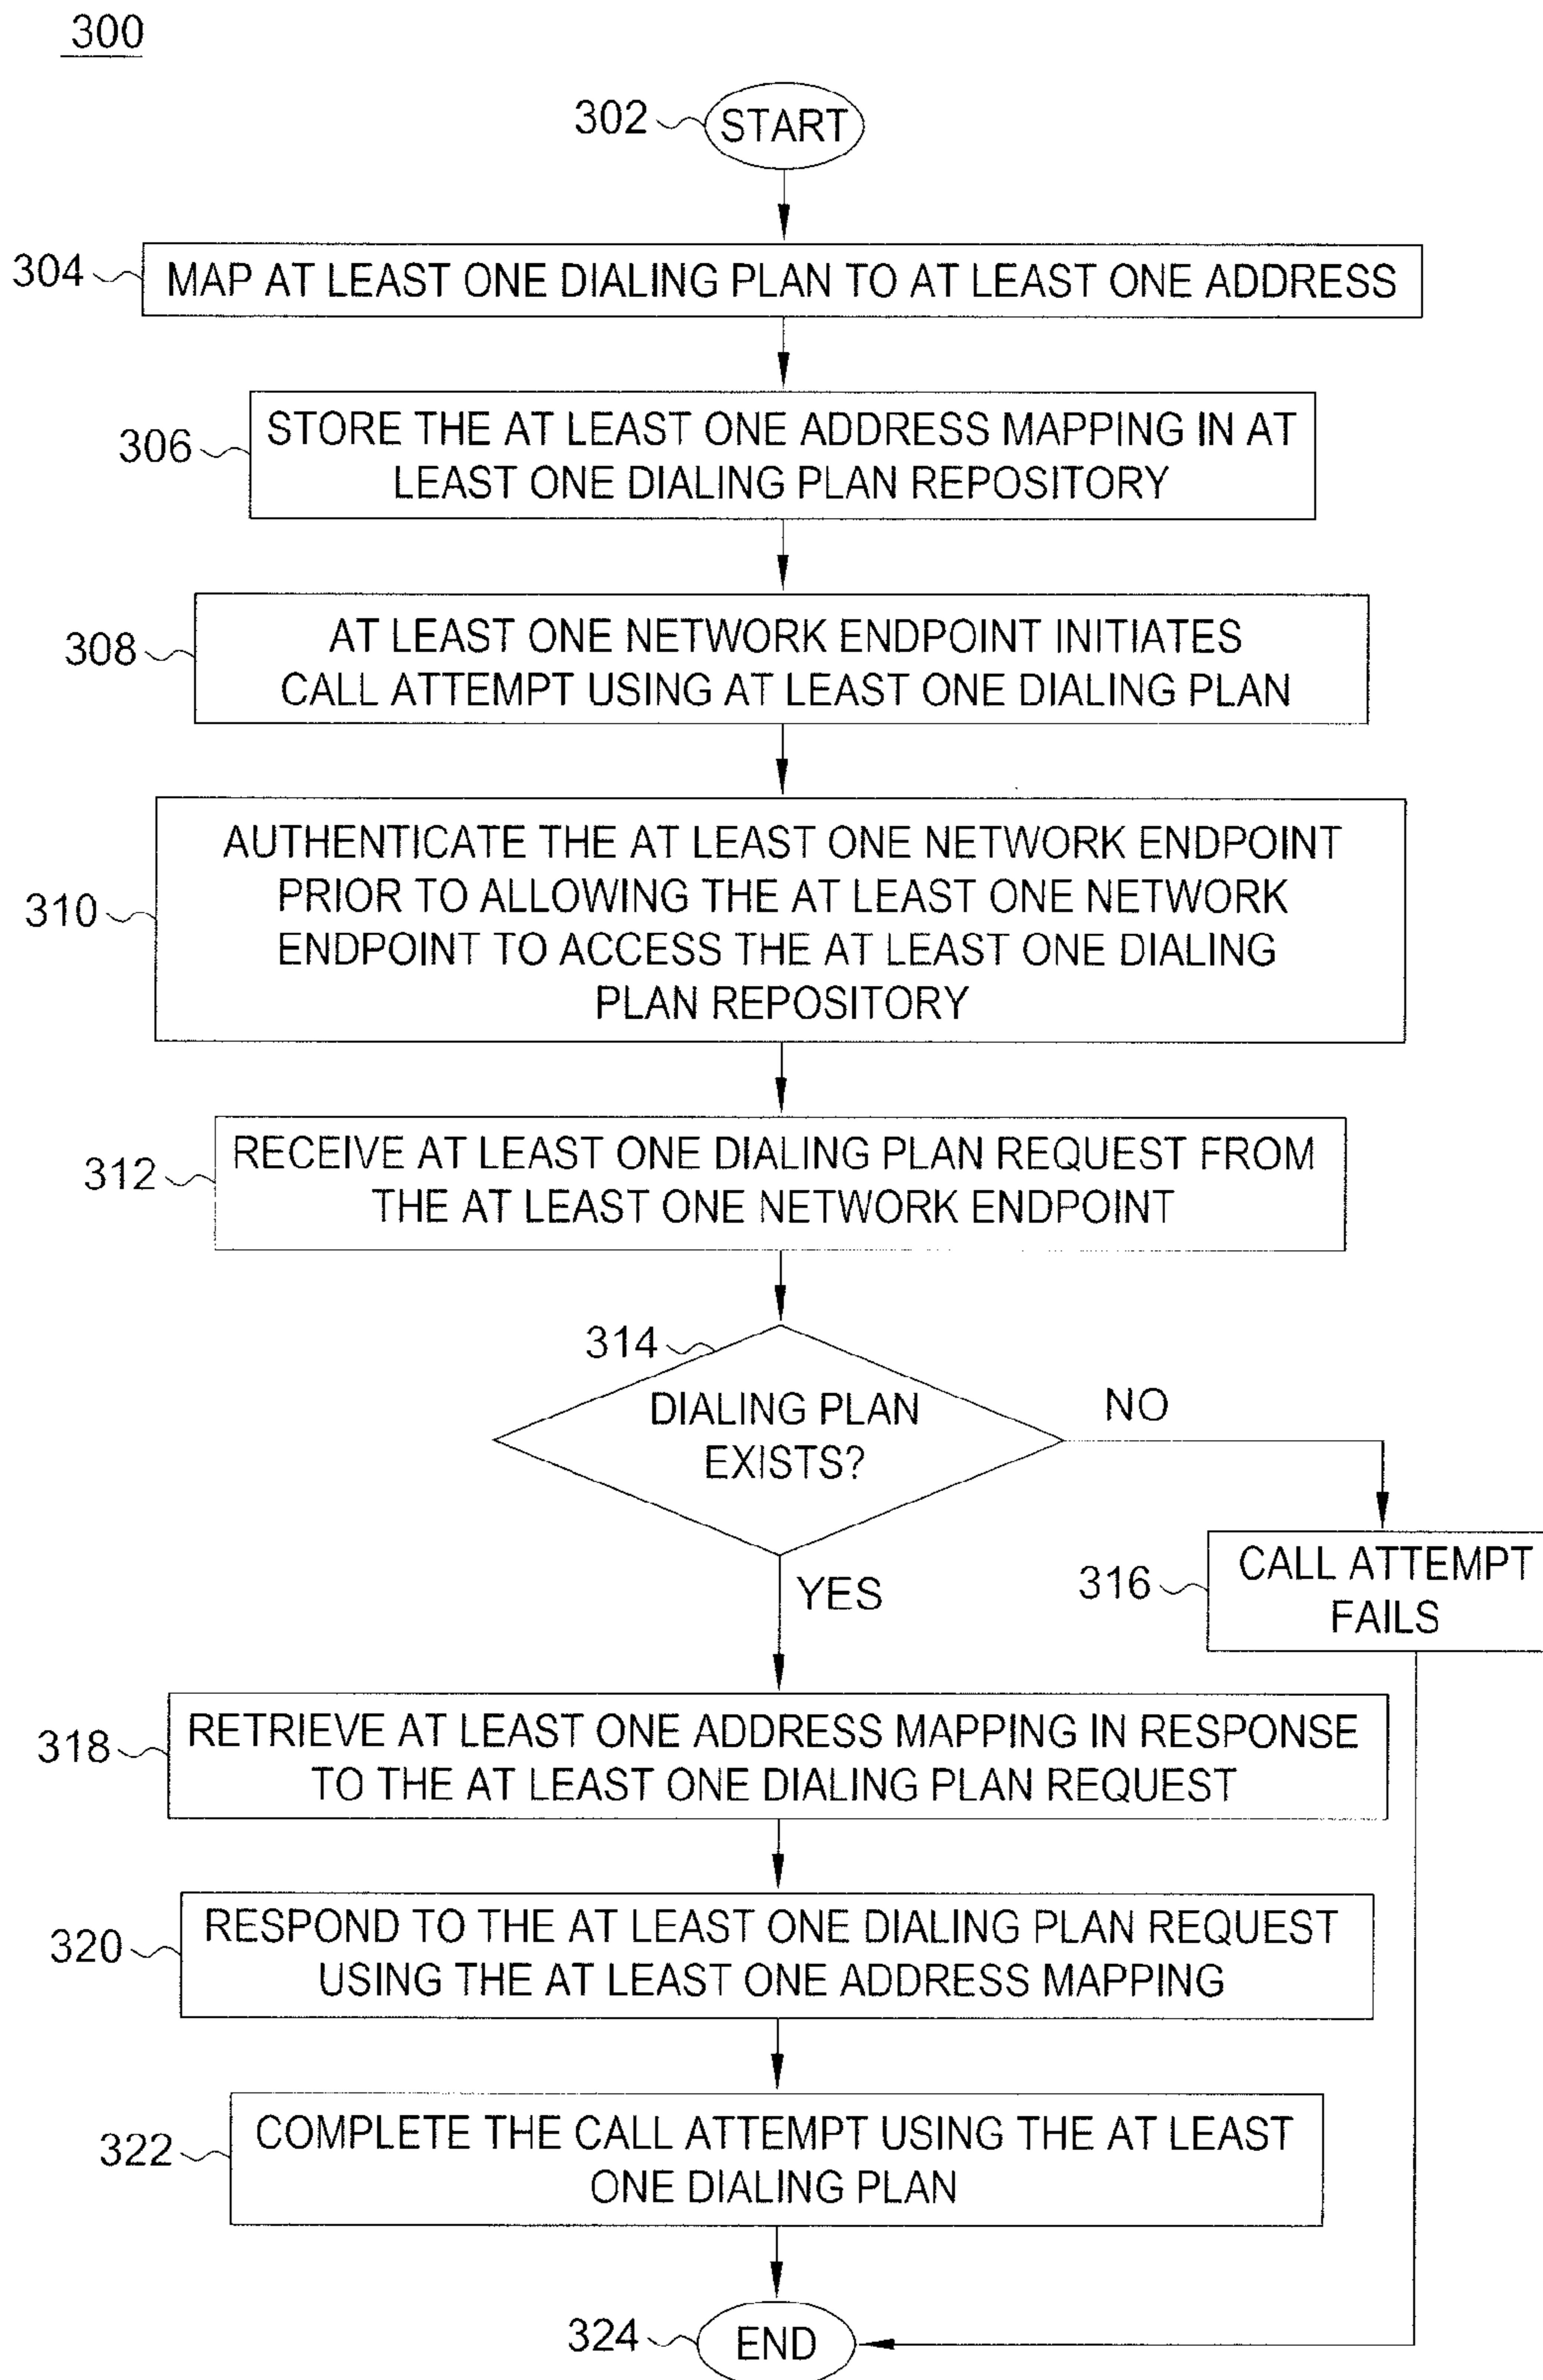 300
302
START
304
MAP AT LEAST ONE DIALING PLAN TO AT LEAST ONE ADDRESS
306
STORE THE AT LEAST ONE ADDRESS MAPPING IN AT
LEAST ONE DIALING PLAN REPOSITORY
308
AT LEAST ONE NETWORK ENDPOINT INITIATES
CALL ATTEMPT USING AT LEAST ONE DIALING PLAN
310
AUTHENTICATE THE AT LEAST ONE NETWORK ENDPOINT
PRIOR TO ALLOWING THE AT LEAST ONE NETWORK
ENDPOINT TO ACCESS THE AT LEAST ONE DIALING
PLAN REPOSITORY
312
RECEIVE AT LEAST ONE DIALING PLAN REQUEST FROM
THE AT LEAST ONE NETWORK ENDPOINT
314
DIALING PLAN
EXISTS?
NO
YES
316
CALL ATTEMPT
FAILS
318
RETRIEVE AT LEAST ONE ADDRESS MAPPING IN RESPONSE
TO THE AT LEAST ONE DIALING PLAN REQUEST
320
RESPOND TO THE AT LEAST ONE DIALING PLAN REQUEST
USING THE AT LEAST ONE ADDRESS MAPPING
322
COMPLETE THE CALL ATTEMPT USING THE AT LEAST
ONE DIALING PLAN
324
END